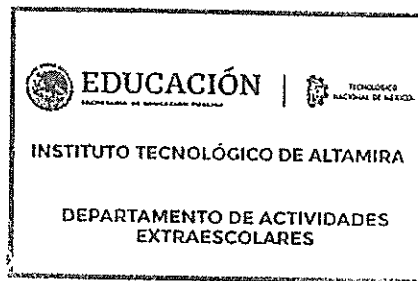 EDUCACIÓN
SECRETARÍA DE EDUCACIÓN PÚBLICA
TECNOLÓGICO
NACIONAL DE MÉXICO
INSTITUTO TECNOLÓGICO DE ALTAMIRA
DEPARTAMENTO DE ACTIVIDADES
EXTRAESCOLARES